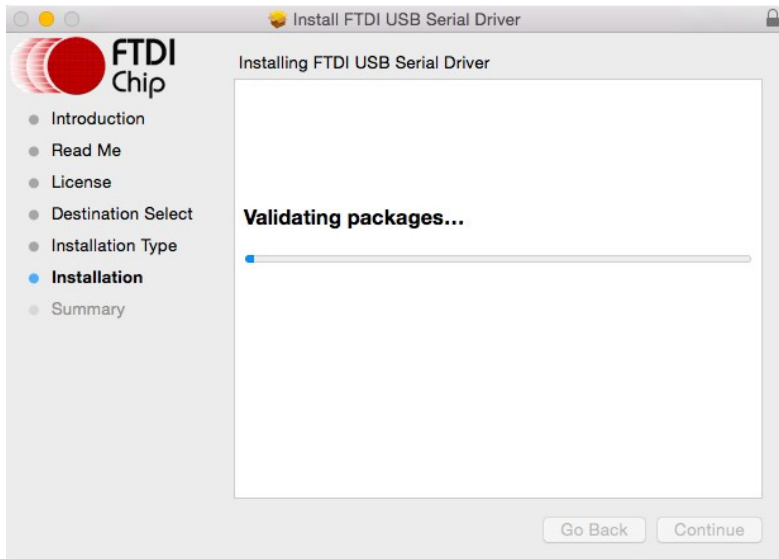 Install FTDI USB Serial Driver
FTDI
Chip
Installing FTDI USB Serial Driver
Introduction
Read Me
License
Destination Select
Installation Type
Installation
Summary
Validating packages...
Go Back
Continue